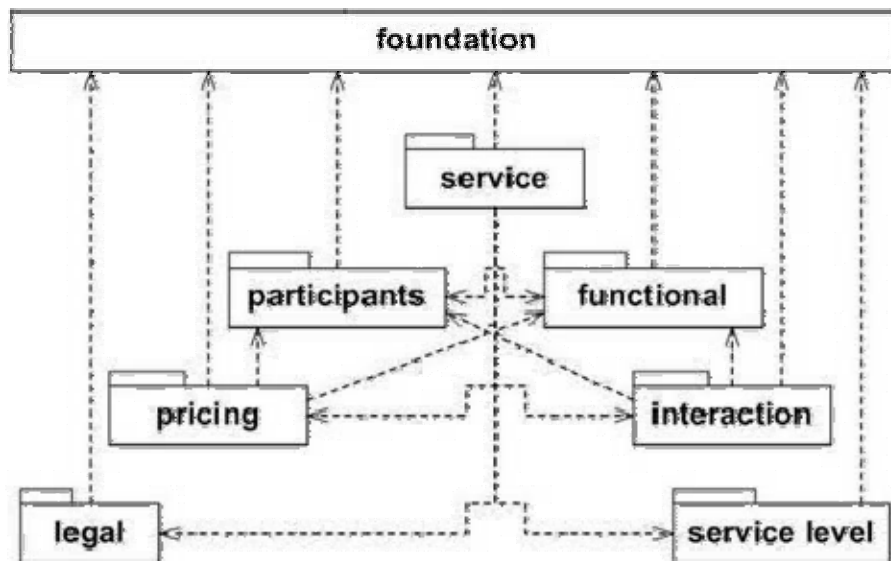 foundation
service
participants
functional
pricing
interaction
legal
service level